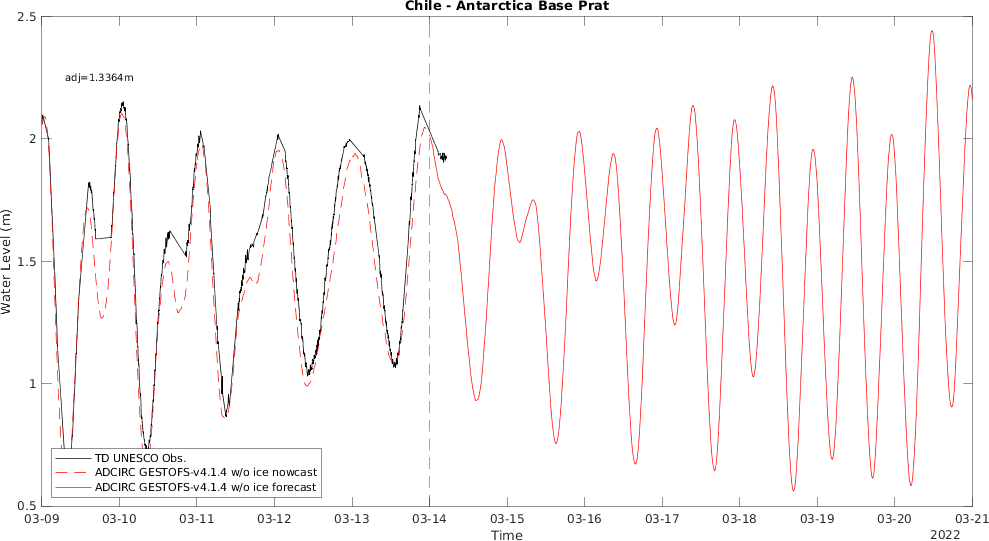 Chile - Antarctica Base Prat
2.5
adj=1.3364m
2
1.5
1
0.5
Water Level (m)
TD UNESCO Obs.
ADCIRC GESTOFS-v4.1.4 w/o ice nowcast
ADCIRC GESTOFS-v4.1.4 w/o ice forecast
03-09 03-10 03-11 03-12 03-13 03-14 03-15 03-16 03-17 03-18 03-19 03-20 03-21
Time
2022